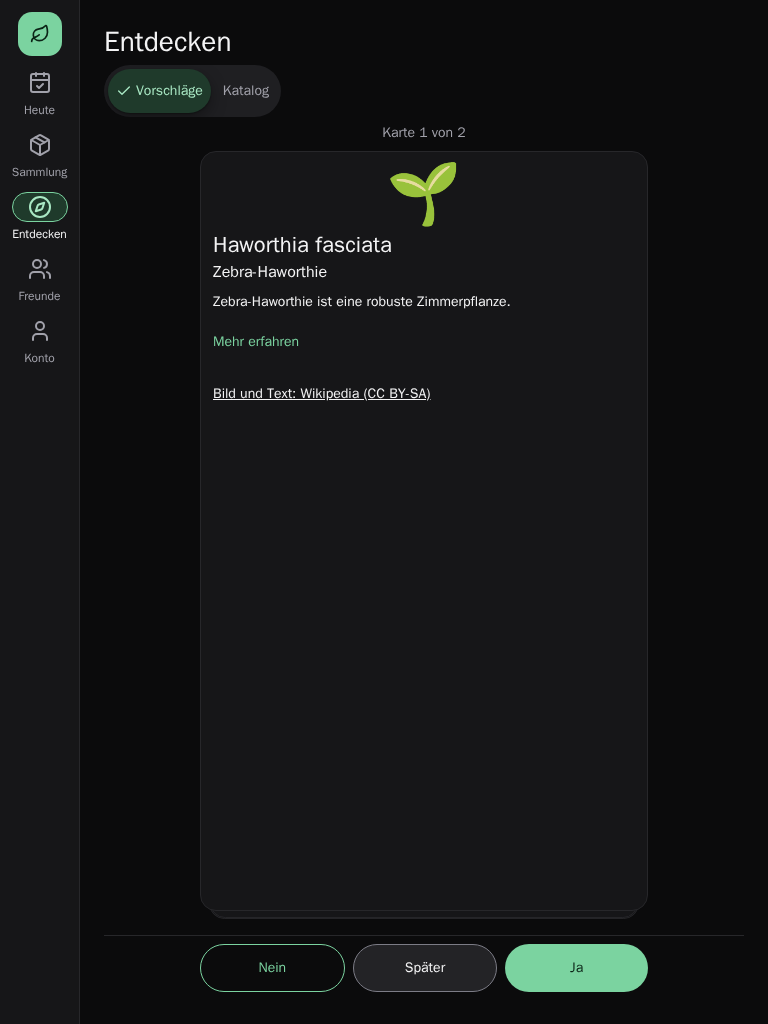 Entdecken
Vorschläge
Katalog
Heute
Sammlung
Entdecken
Freunde
Konto
Karte 1 von 2
Haworthia fasciata
Zebra-Haworthie
Zebra-Haworthie ist eine robuste Zimmerpflanze.
Mehr erfahren
Bild und Text: Wikipedia (CC BY-SA)
Nein
Später
Ja